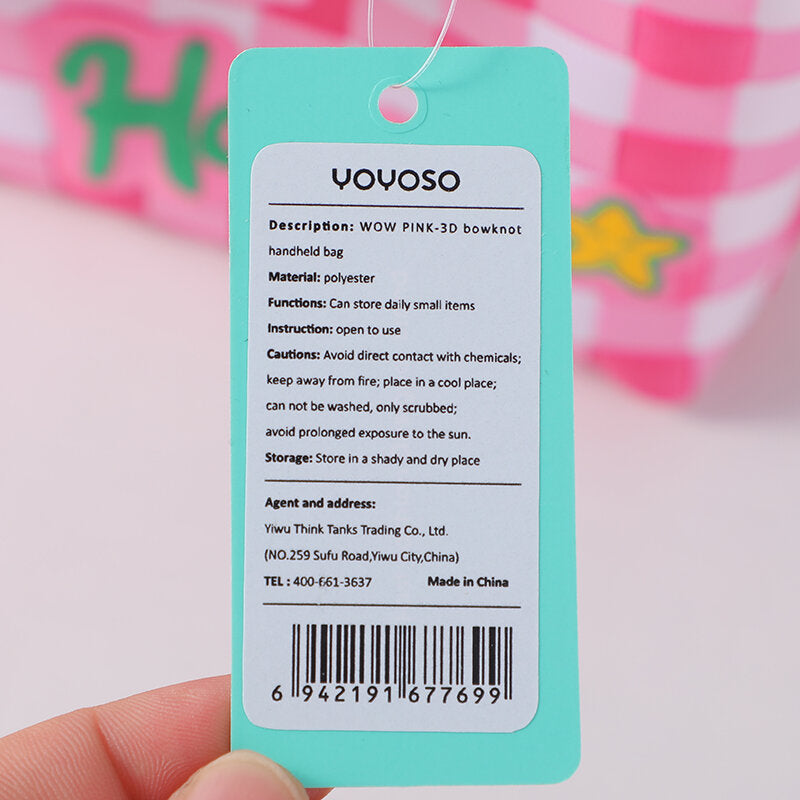 YOYOSO
Description: WOW PINK-3D bowknot
handheld bag
Material: polyester
Functions: Can store daily small items
Instruction: open to use
Cautions: Avoid direct contact with chemicals;
keep away from fire; place in a cool place;
can not be washed, only scrubbed;
avoid prolonged exposure to the sun.
Storage: Store in a shady and dry place
Agent and address:
Yiwu Think Tanks Trading Co., Ltd.
(NO.259 Sufu Road,Yiwu City,China)
TEL : 400-661-3637 Made in China
6 942191 677699